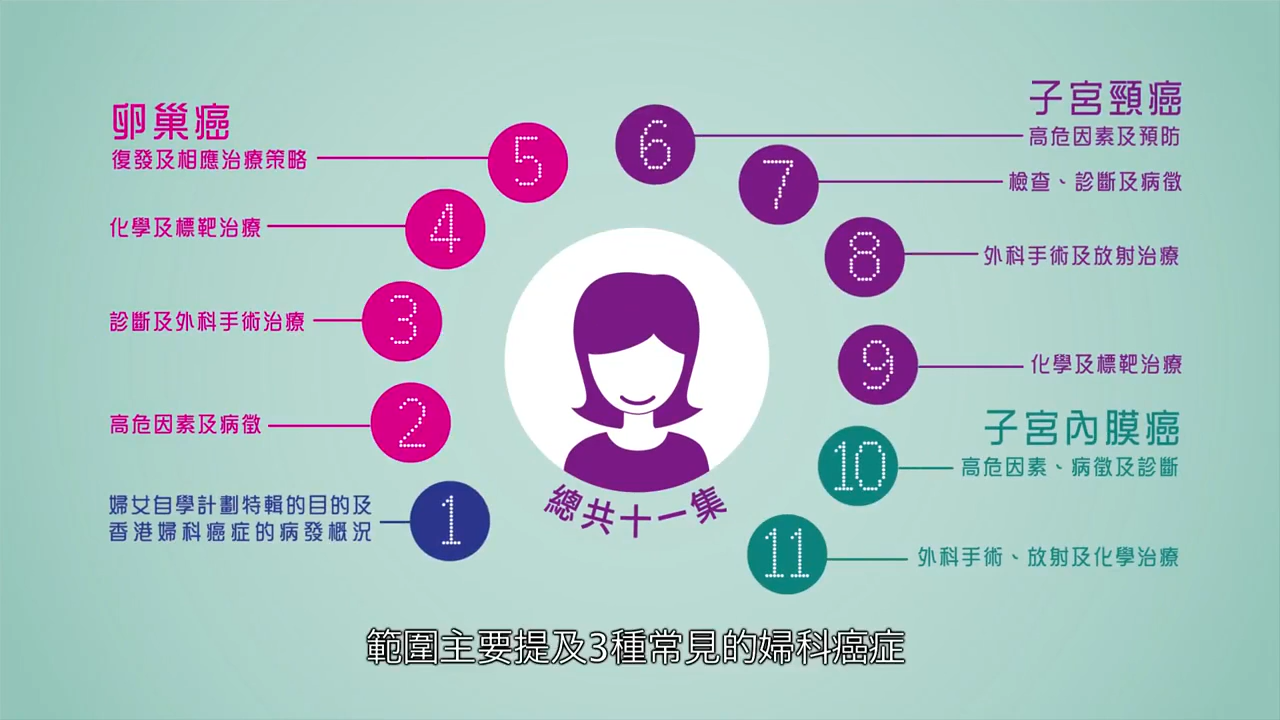 卵巢癌
復發及相應治療策略
5
化學及標靶治療
4
診斷及外科手術治療
3
高危因素及病徵
2
婦女自學計劃特輯的目的及
香港婦科癌症的病發概況
1
子宮頸癌
6
高危因素及預防
7
檢查、診斷及病徵
8
外科手術及放射治療
9
化學及標靶治療
子宮內膜癌
10
高危因素、病徵及診斷
11
外科手術、放射及化學治療
總共十一集
範圍主要提及3種常見的婦科癌症